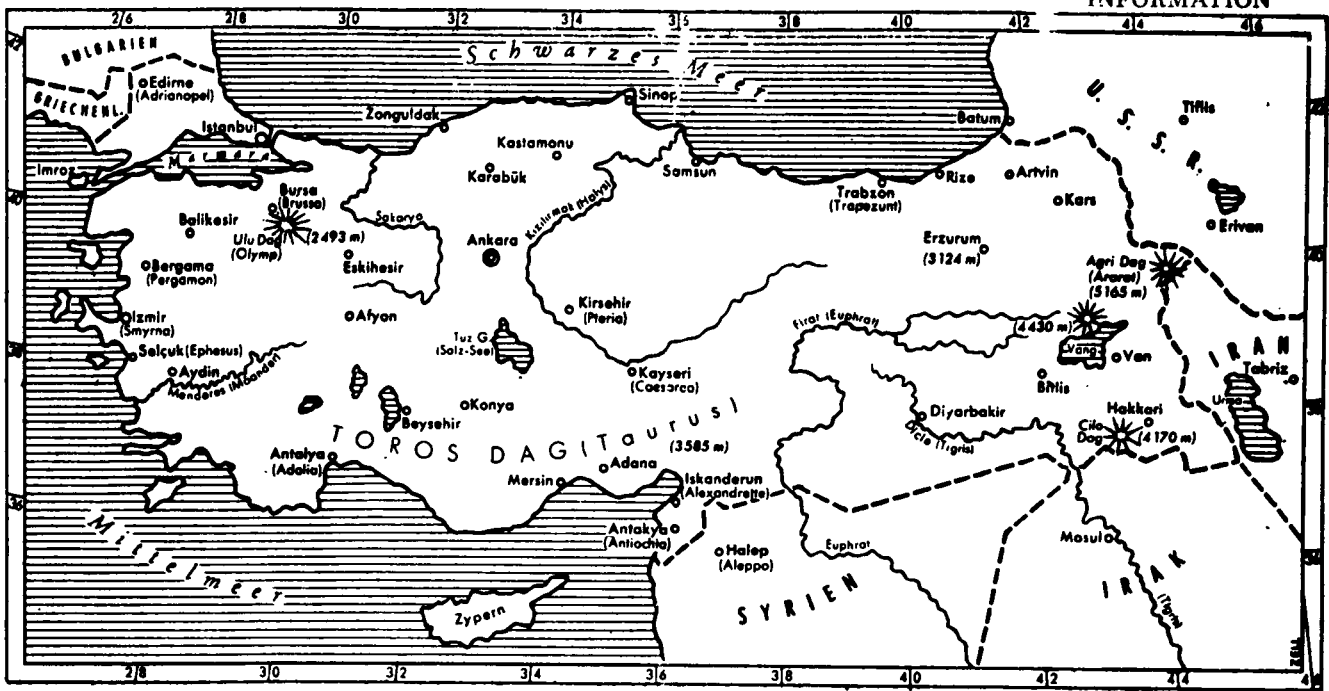 INFORMATION
26
28
30
32
34
35
38
40
42
44
46
BULGARIEN
Edirne
(Adrianopel)
GRIECHENL.
Schwarzes Meer
U. S. S. R.
Tiflis
Sinop
Zonguldak
Batum
Istanbul
Kastamonu
Marmara
Imroz
Karabük
Samsun
Rize
Artvin
Trabzon
(Trapezunt)
Kars
40
Bursa
(Brussa)
Kizilirmak (Halys)
Erivan
Balikesir
Sakarya
Ulu Dag
(Olymp)
(2493 m)
Ankara
Erzurum
(3124 m)
Agri Dag
(Ararat)
(5165 m)
Eskihesir
Bergama
(Pergamon)
Kirsehir
(Pteria)
Izmir
(Smyrna)
Afyon
Firat (Euphrat)
(4430 m)
Tuz G.
(Salz-See)
38
Selçuk (Ephesus)
Vang.
Van
IRAN
Tabriz
Aydin
Menderes (Mäander)
Kayseri
(Caesarea)
Bitlis
Konya
Beysehir
Diyarbakir
Hakkari
Urmia
TOROS DAG (Taurus)
(3585 m)
Dicle (Tigris)
Cilo
Dag
(4170 m)
Antalya
(Adalia)
Adana
Mersin
Iskanderun
(Alexandrette)
36
Mittelmeer
Antakya
(Antiochia)
Halep
(Aleppo)
Euphrat
Mosul
IRAK
(Tigris)
SYRIEN
Zypern
ZELL
28
30
32
34
36
38
40
42
44